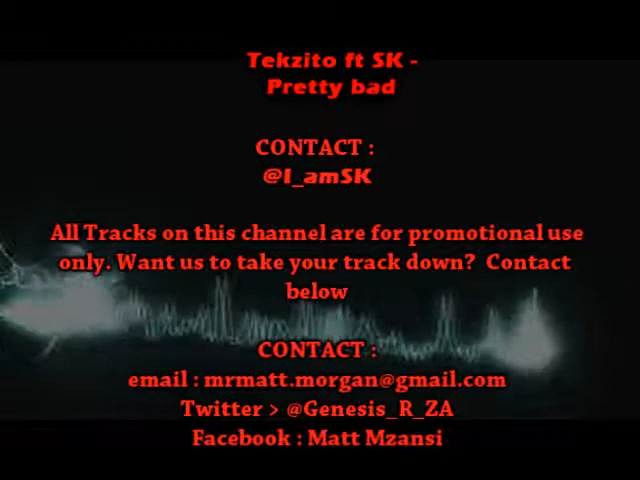 Tekzito ft SK -
Pretty bad
CONTACT :
@I_amSK
All Tracks on this channel are for promotional use
only. Want us to take your track down?  Contact
below
CONTACT :
email : mrmatt.morgan@gmail.com
Twitter > @Genesis_R_ZA
Facebook : Matt Mzansi